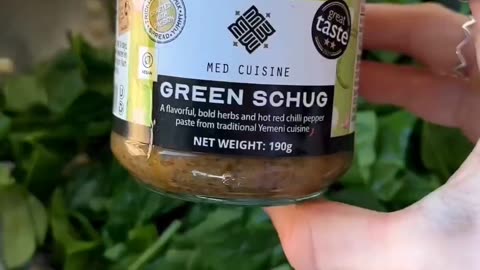 great
taste
MED CUISINE
VEGAN
GREEN SCHUG
A flavorful, bold herbs and hot red chilli pepper
paste from traditional Yemeni cuisine
NET WEIGHT: 190g